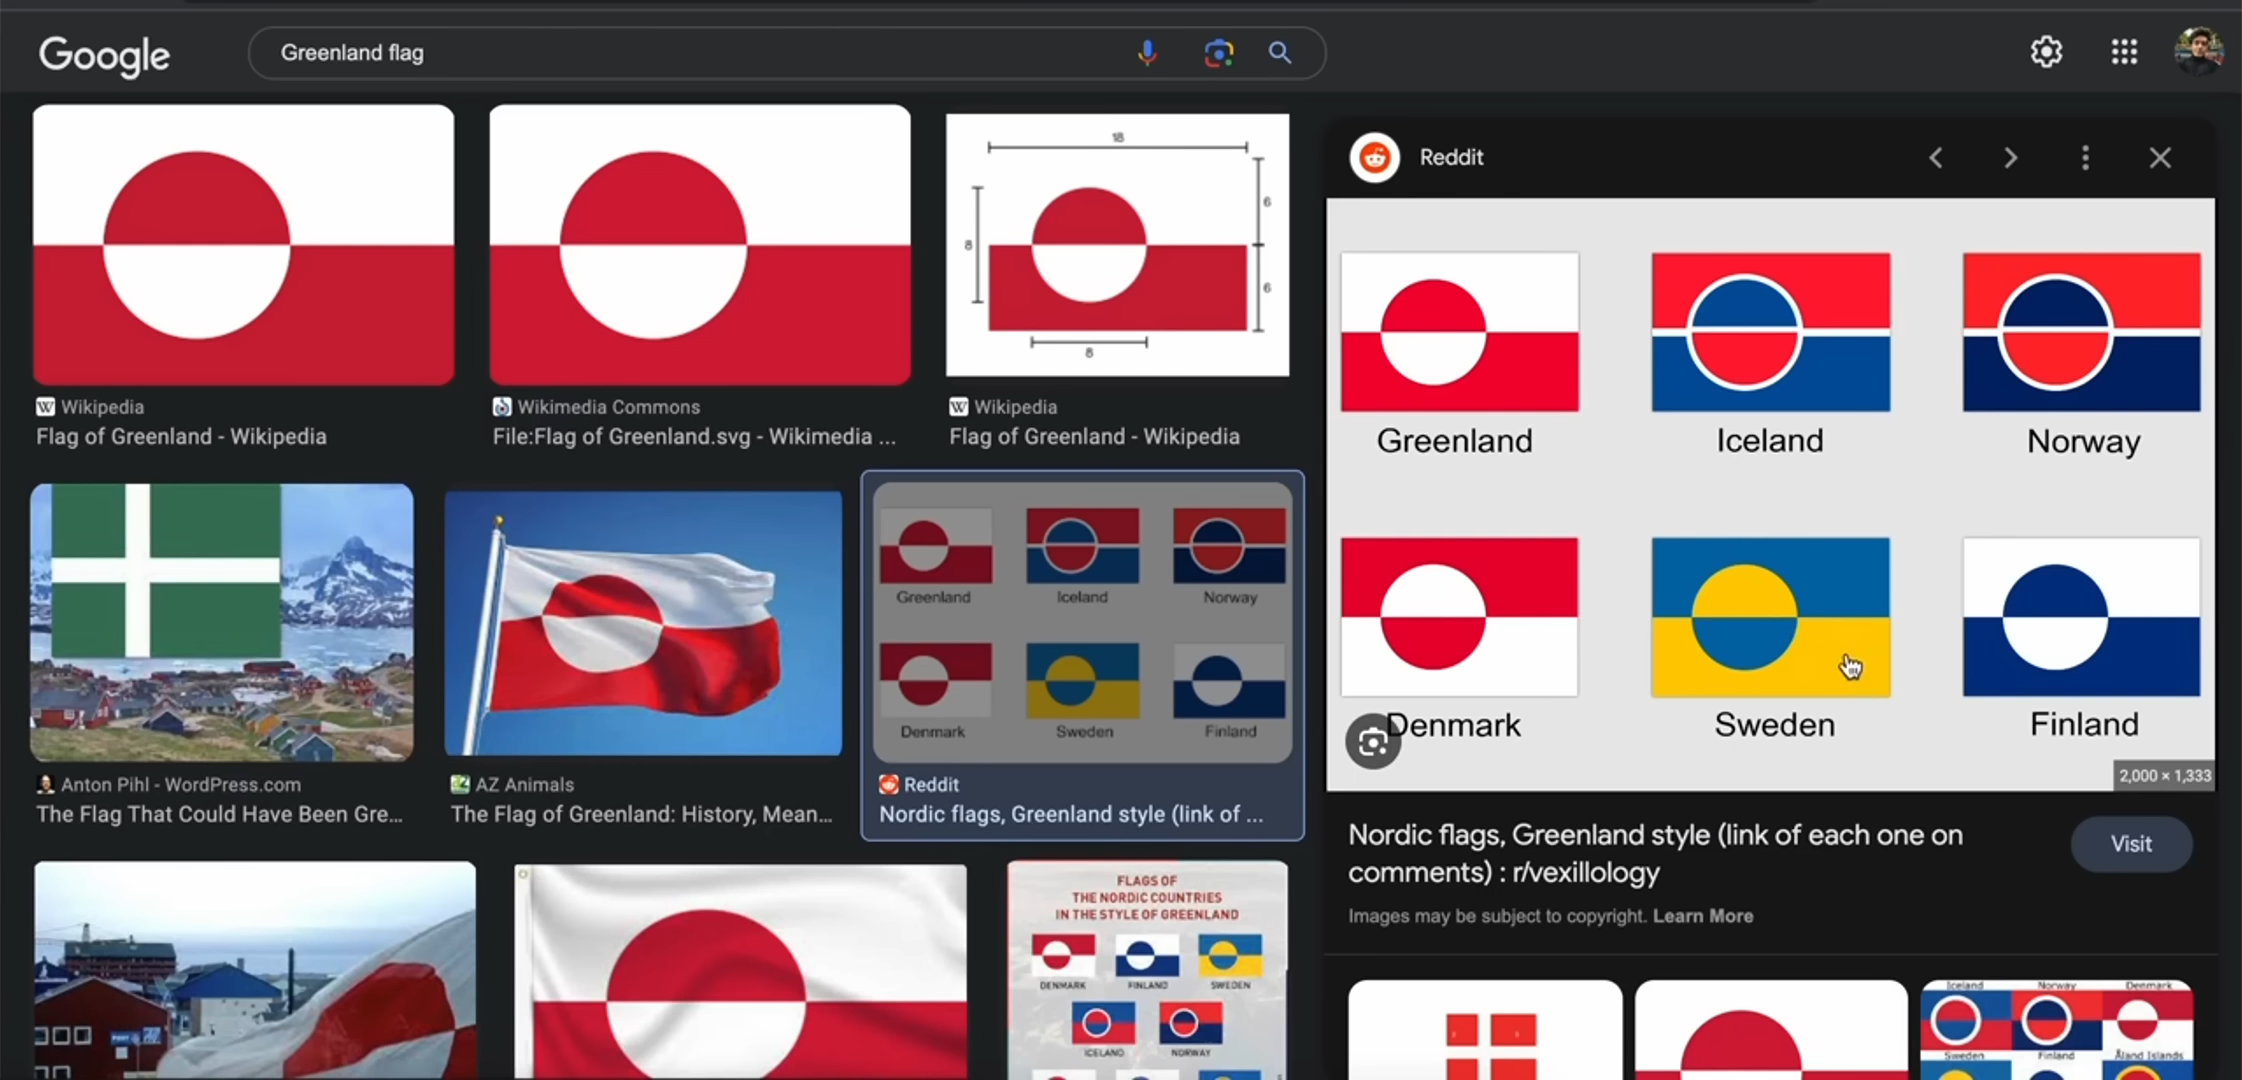 Google
Greenland flag
18
6
8
6
8
Wikipedia
Flag of Greenland - Wikipedia
Wikimedia Commons
File:Flag of Greenland.svg - Wikimedia ...
W Wikipedia
Flag of Greenland - Wikipedia
Greenland
Iceland
Norway
Denmark
Sweden
Finland
Anton Pihl - WordPress.com
The Flag That Could Have Been Gre...
AZ Animals
The Flag of Greenland: History, Mean...
Reddit
Nordic flags, Greenland style (link of ...
FLAGS OF
THE NORDIC COUNTRIES
IN THE STYLE OF GREENLAND
DENMARK
FINLAND
SWEDEN
ICELAND
NORWAY
Reddit
Greenland
Iceland
Norway
Denmark
Sweden
Finland
2,000 × 1,333
Nordic flags, Greenland style (link of each one on
comments) : r/vexillology
Visit
Images may be subject to copyright. Learn More
Iceland
Norway
Denmark
Sweden
Finland
Åland Islands